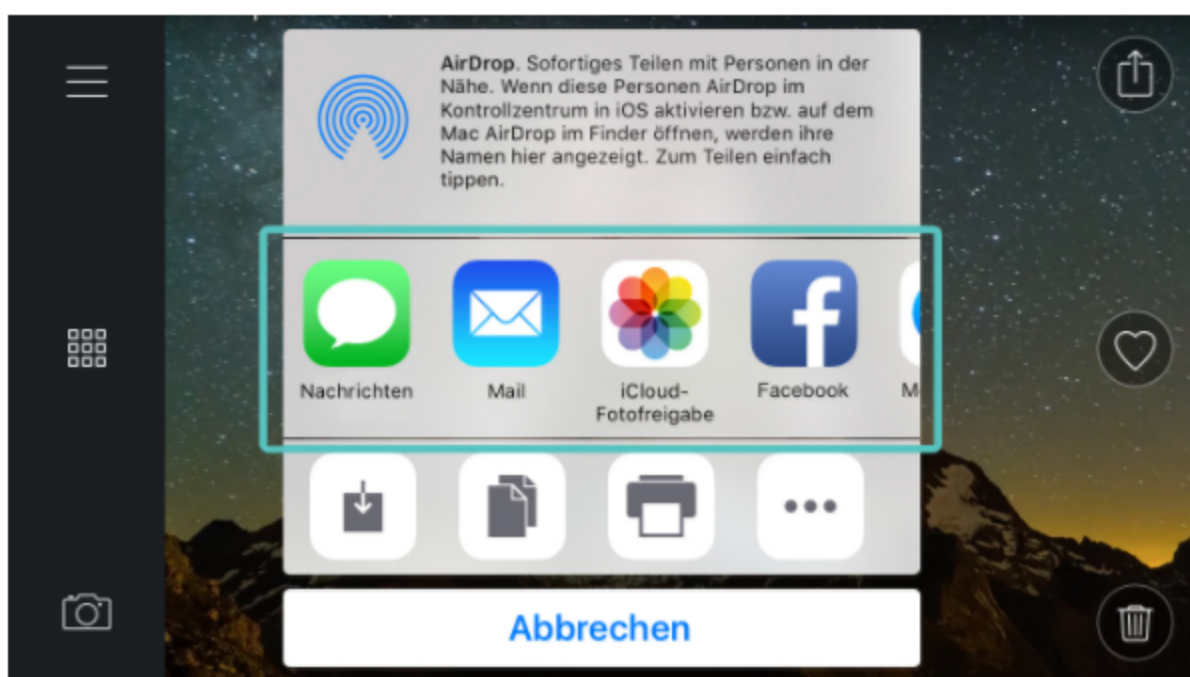 AirDrop. Sofortiges Teilen mit Personen in der
Nähe. Wenn diese Personen AirDrop im
Kontrollzentrum in iOS aktivieren bzw. auf dem
Mac AirDrop im Finder öffnen, werden ihre
Namen hier angezeigt. Zum Teilen einfach
tippen.
Nachrichten
Mail
iCloud-
Fotofreigabe
Facebook
Abbrechen